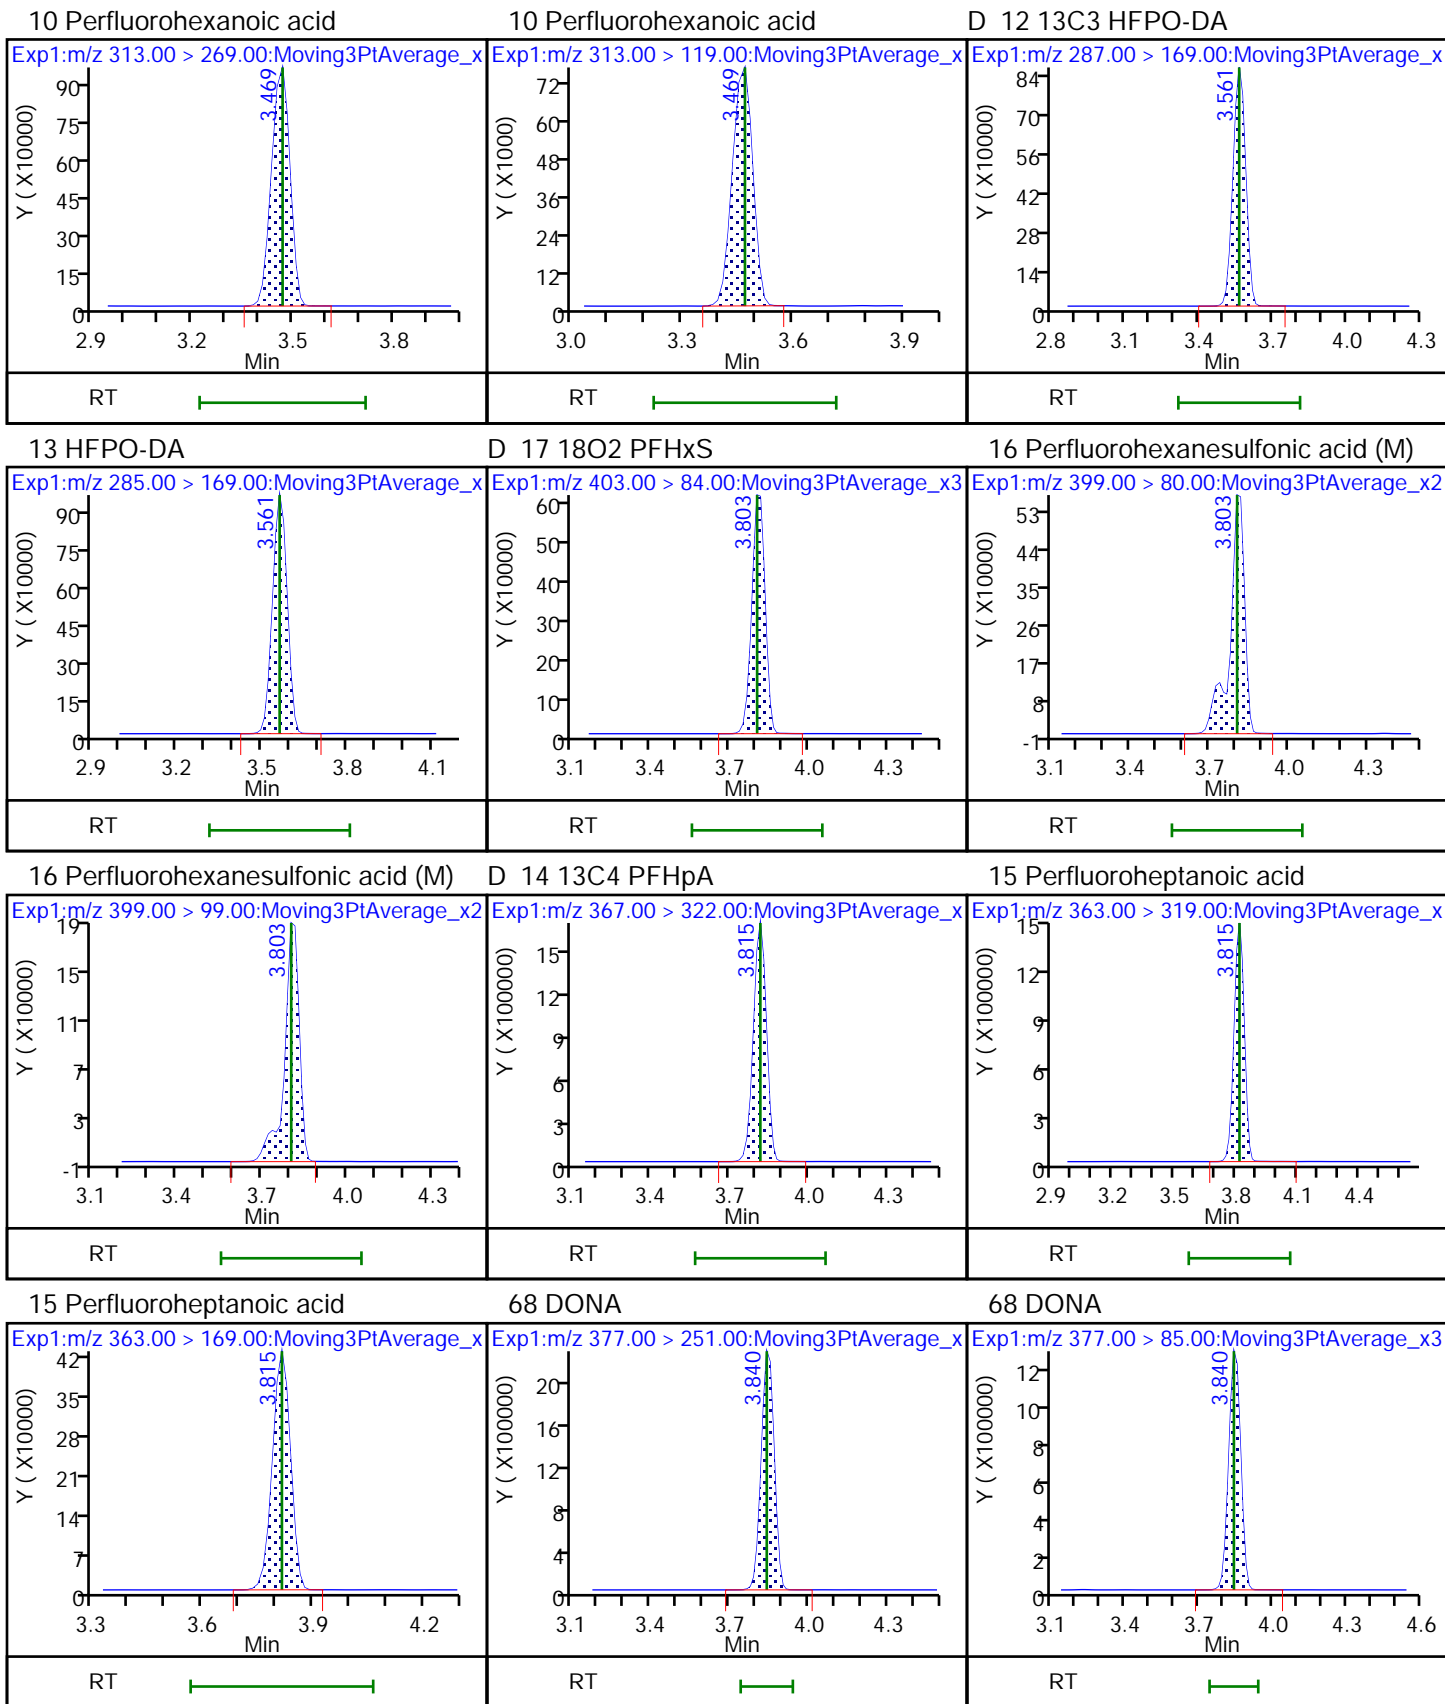 10 Perfluorohexanoic acid
Exp1:m/z 313.00 > 269.00:Moving3PtAverage_x
Y ( X10000)
90
75
60
45
30
15
0
3.469
2.9 3.2 3.5 3.8
Min
RT
10 Perfluorohexanoic acid
Exp1:m/z 313.00 > 119.00:Moving3PtAverage_x
Y ( X1000)
72
60
48
36
24
12
0
3.469
3.0 3.3 3.6 3.9
Min
RT
D 12 13C3 HFPO-DA
Exp1:m/z 287.00 > 169.00:Moving3PtAverage_x
Y ( X10000)
84
70
56
42
28
14
0
3.561
2.8 3.1 3.4 3.7 4.0 4.3
Min
RT
13 HFPO-DA
Exp1:m/z 285.00 > 169.00:Moving3PtAverage_x
Y ( X10000)
90
75
60
45
30
15
0
3.561
2.9 3.2 3.5 3.8 4.1
Min
RT
D 17 18O2 PFHxS
Exp1:m/z 403.00 > 84.00:Moving3PtAverage_x3
Y ( X10000)
60
50
40
30
20
10
0
3.803
3.1 3.4 3.7 4.0 4.3
Min
RT
16 Perfluorohexanesulfonic acid (M)
Exp1:m/z 399.00 > 80.00:Moving3PtAverage_x2
Y ( X10000)
53
44
35
26
17
8
-1
3.803
3.1 3.4 3.7 4.0 4.3
Min
RT
16 Perfluorohexanesulfonic acid (M)
Exp1:m/z 399.00 > 99.00:Moving3PtAverage_x2
Y ( X10000)
19
15
11
7
3
-1
3.803
3.1 3.4 3.7 4.0 4.3
Min
RT
D 14 13C4 PFHpA
Exp1:m/z 367.00 > 322.00:Moving3PtAverage_x
Y ( X100000)
15
12
9
6
3
0
3.815
3.1 3.4 3.7 4.0 4.3
Min
RT
15 Perfluoroheptanoic acid
Exp1:m/z 363.00 > 319.00:Moving3PtAverage_x
Y ( X100000)
15
12
9
6
3
0
3.815
2.9 3.2 3.5 3.8 4.1 4.4
Min
RT
15 Perfluoroheptanoic acid
Exp1:m/z 363.00 > 169.00:Moving3PtAverage_x
Y ( X10000)
42
35
28
21
14
7
0
3.815
3.3 3.6 3.9 4.2
Min
RT
68 DONA
Exp1:m/z 377.00 > 251.00:Moving3PtAverage_x
Y ( X100000)
20
16
12
8
4
0
3.840
3.1 3.4 3.7 4.0 4.3
Min
RT
68 DONA
Exp1:m/z 377.00 > 85.00:Moving3PtAverage_x3
Y ( X100000)
12
10
8
6
4
2
0
3.840
3.1 3.4 3.7 4.0 4.3 4.6
Min
RT